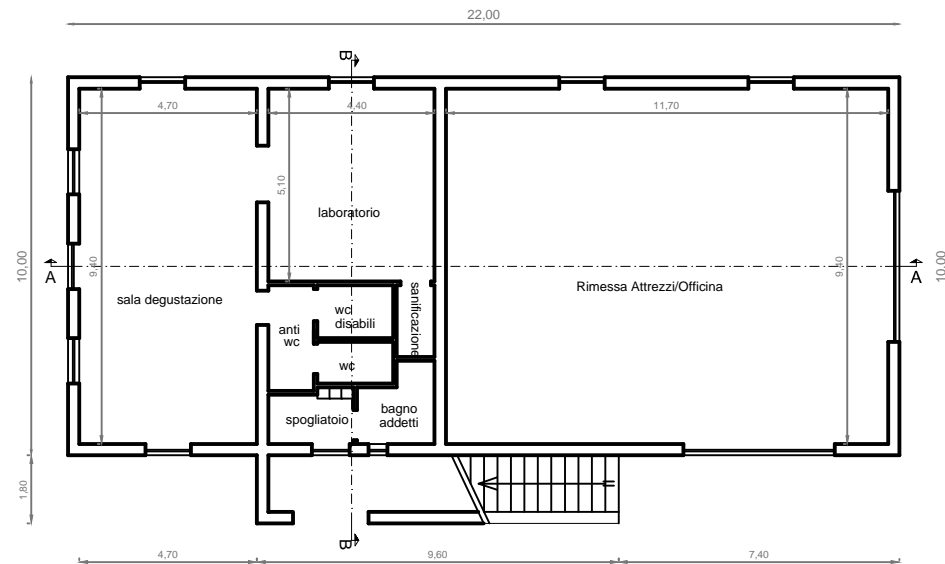 22,00
B
4,70
4,40
11,70
5,10
laboratorio
10,00
A
9,40
sala degustazione
sanificazione
Rimessa Attrezzi/Officina
9,40
A
10,00
wc
disabili
anti
wc
wc
spogliatoio
bagno
addetti
1,80
B
4,70
9,60
7,40